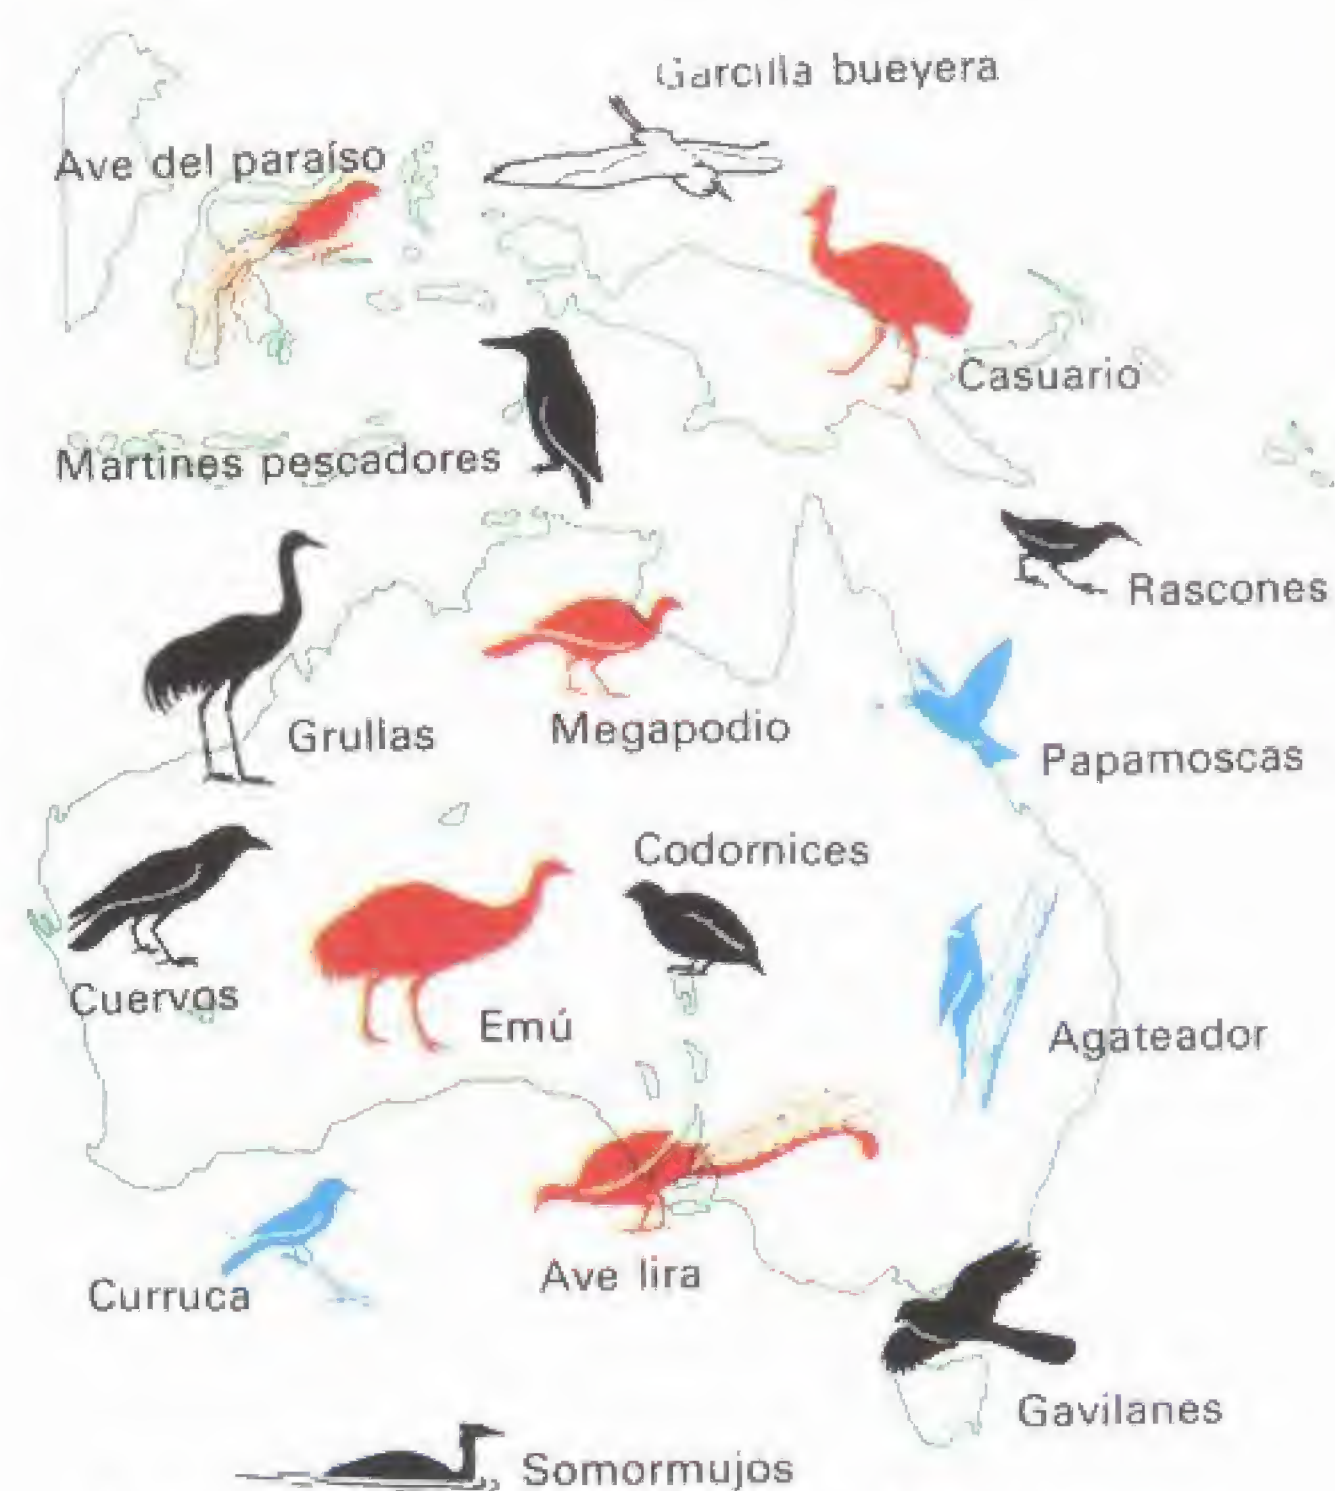 Garcilla bueyera
Ave del paraíso
Casuario
Martines pescadores
Rascones
Grullas
Megapodio
Papamoscas
Codornices
Cuervos
Emú
Agateador
Curruca
Ave lira
Gavilanes
Somormujos